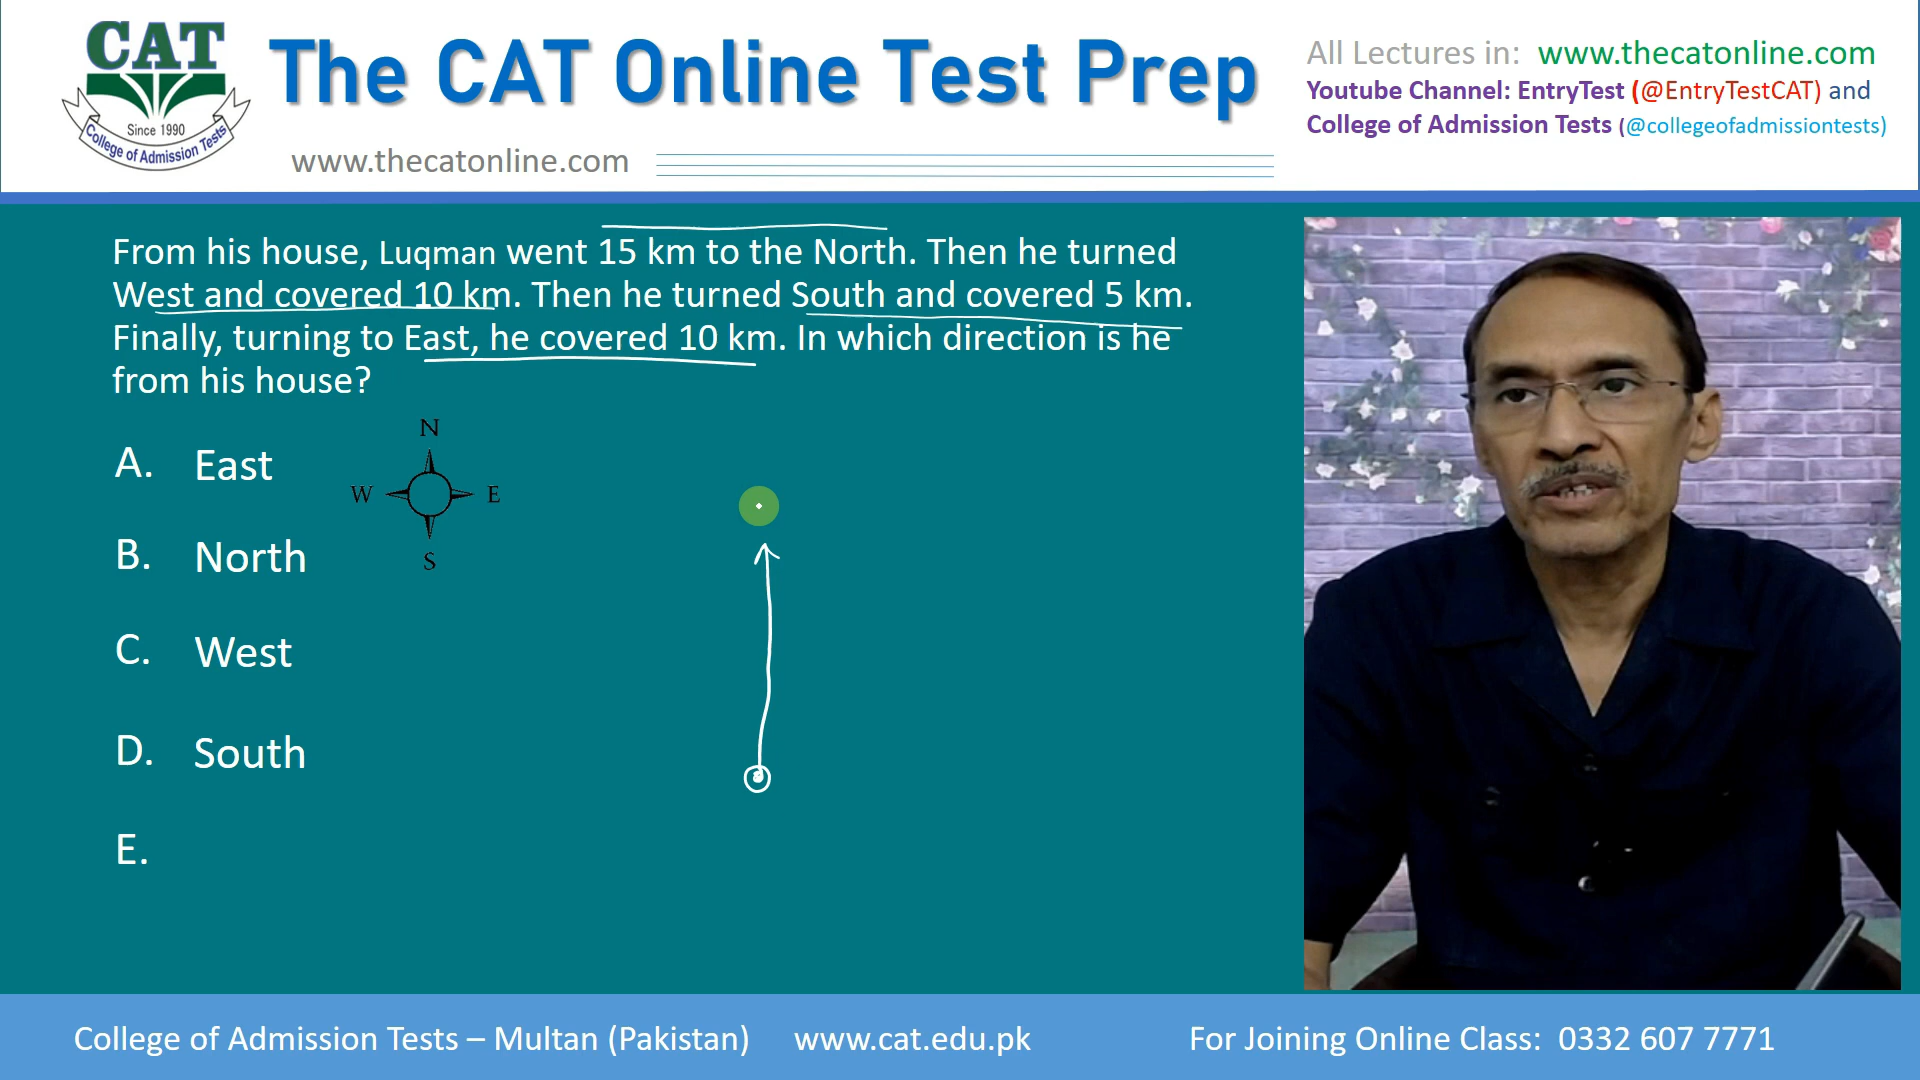 CAT
Since 1990
College of Admission Tests
The CAT Online Test Prep
www.thecatonline.com
All Lectures in: www.thecatonline.com
Youtube Channel: EntryTest (@EntryTestCAT) and
College of Admission Tests (@collegeofadmissiontests)
From his house, Luqman went 15 km to the North. Then he turned
West and covered 10 km. Then he turned South and covered 5 km.
Finally, turning to East, he covered 10 km. In which direction is he
from his house?
A. East
B. North
C. West
D. South
E.
N
W E
S
College of Admission Tests – Multan (Pakistan) www.cat.edu.pk For Joining Online Class: 0332 607 7771